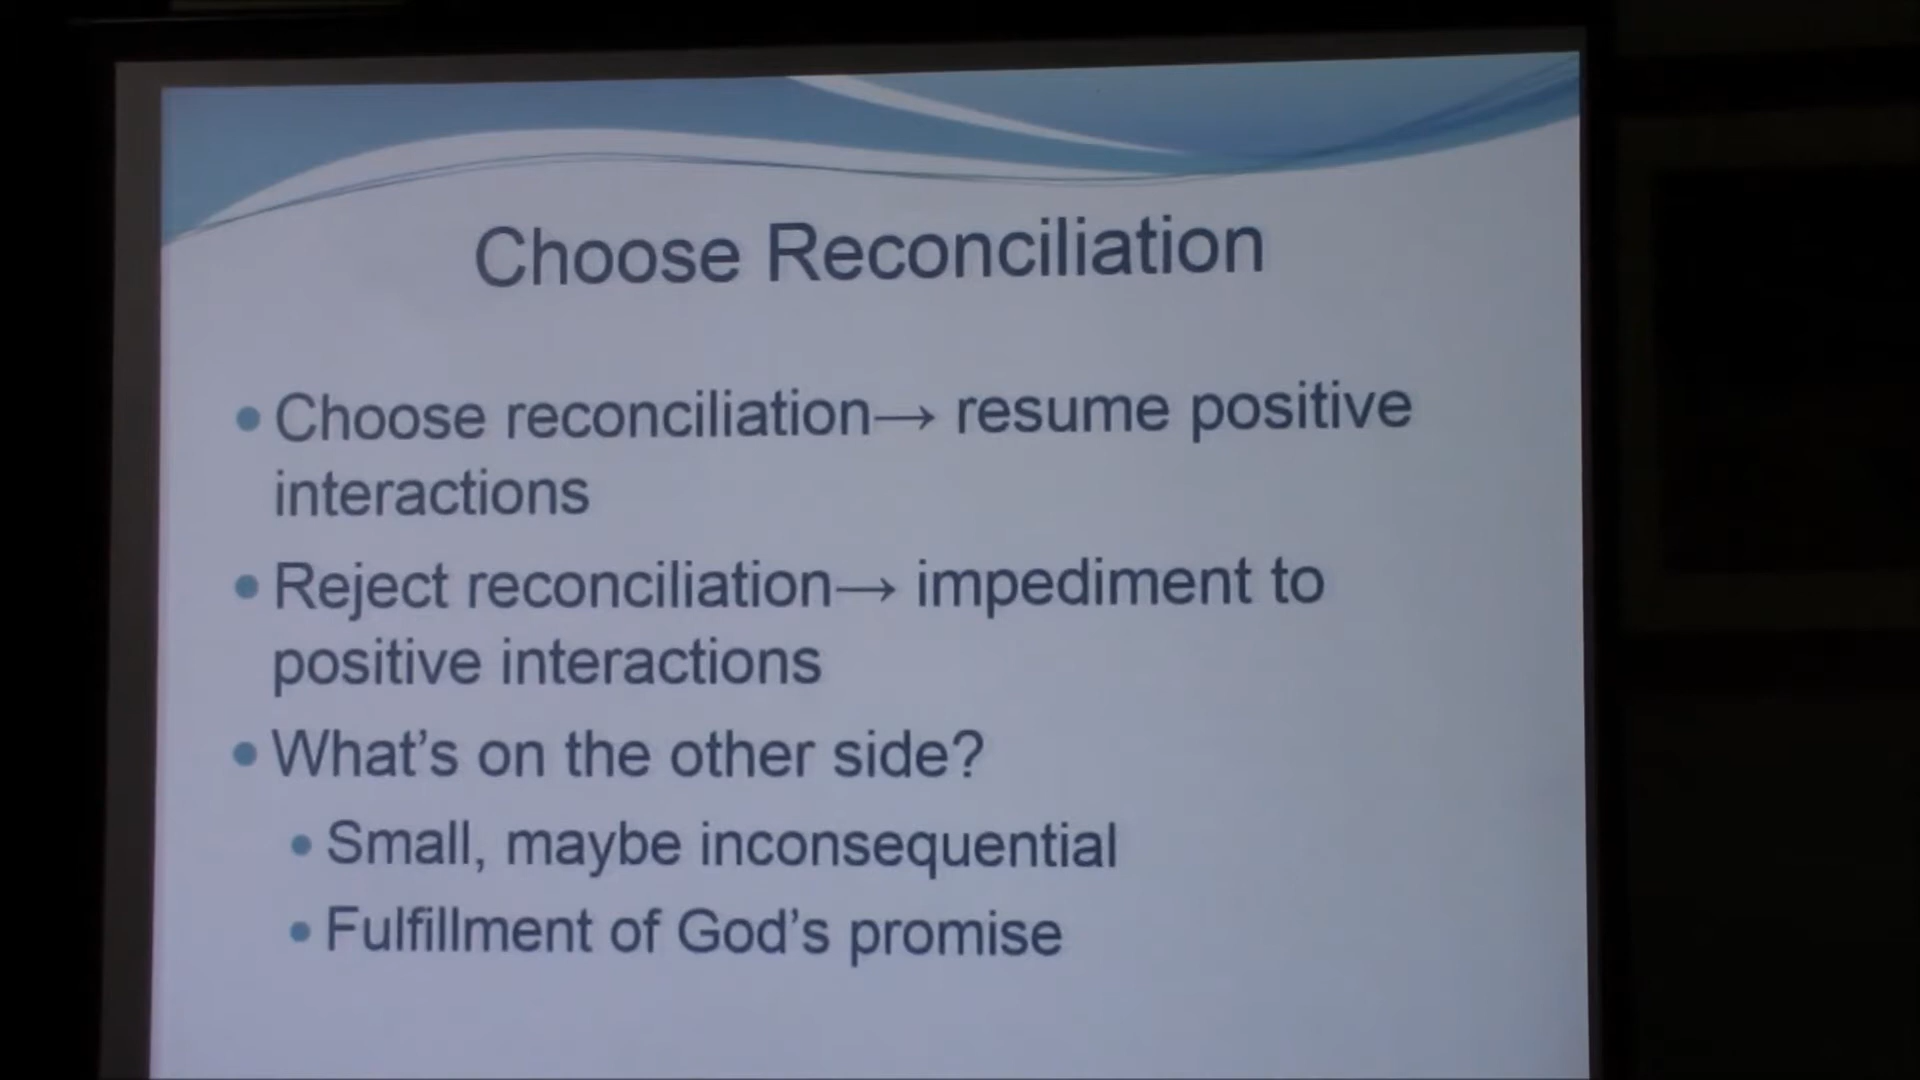 Choose Reconciliation
• Choose reconciliation→ resume positive
interactions
• Reject reconciliation→ impediment to
positive interactions
• What's on the other side?
• Small, maybe inconsequential
• Fulfillment of God's promise